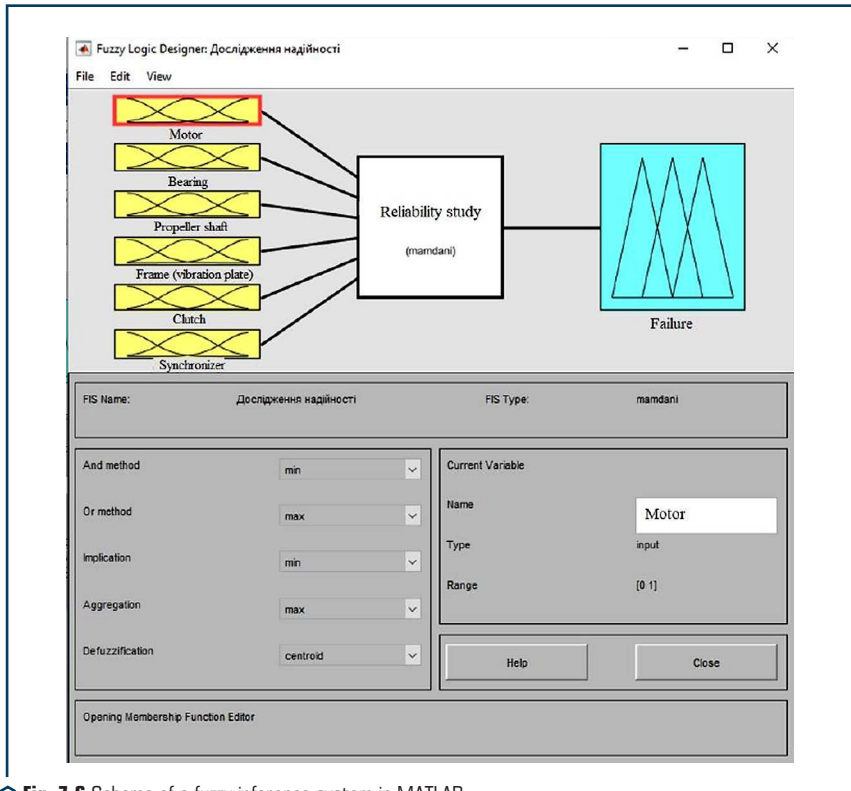 Fuzzy Logic Designer: Дослідження надійності
File Edit View
Motor
Bearing
Propeller shaft
Frame (vibration plate)
Clutch
Synchronizer
Reliability study
(mamdani)
Failure
FIS Name: Дослідження надійності FIS Type: mamdani
And method min
Or method max
Implication min
Aggregation max
Defuzzification centroid
Current Variable
Name Motor
Type input
Range [0 1]
Help Close
Opening Membership Function Editor
Fig. 7.6 Scheme of a fuzzy inference system in MATLAB